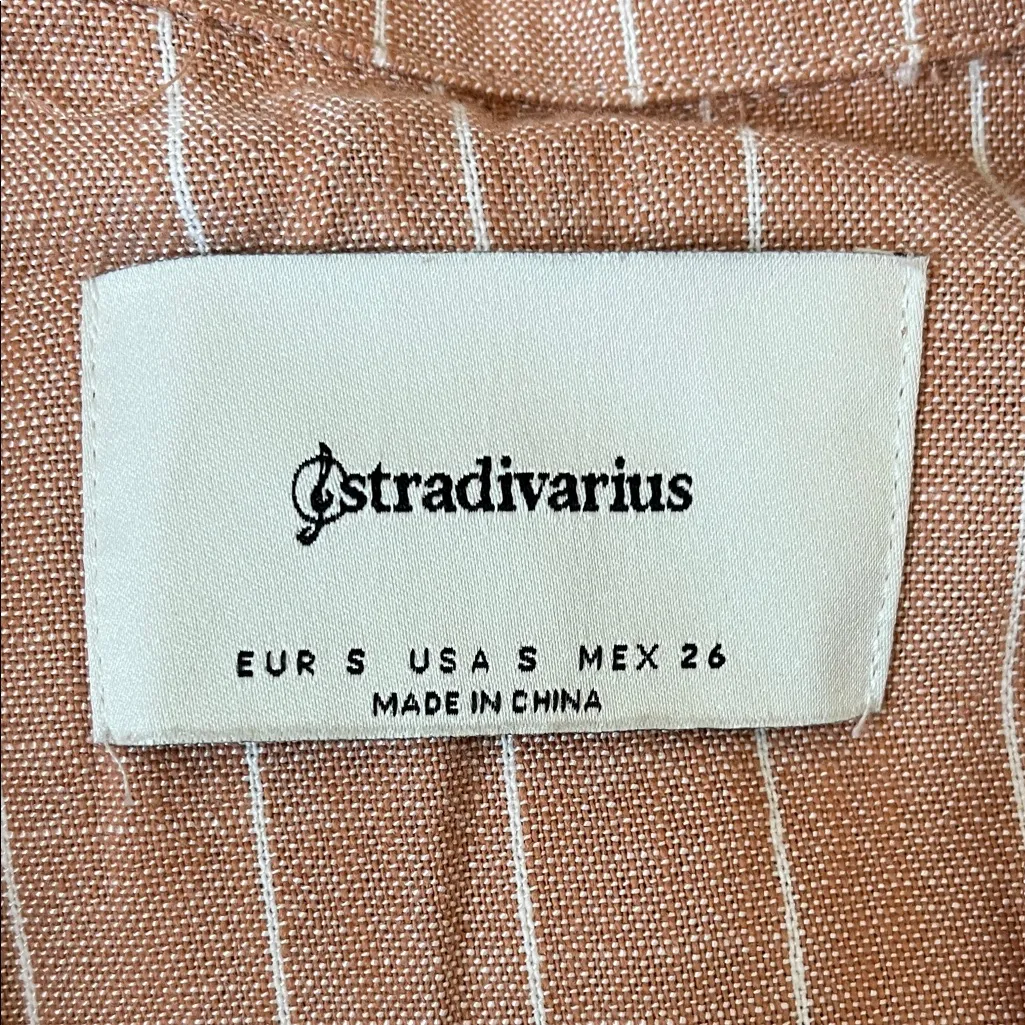 stradivarius
EUR S USA S MEX 26
MADE IN CHINA